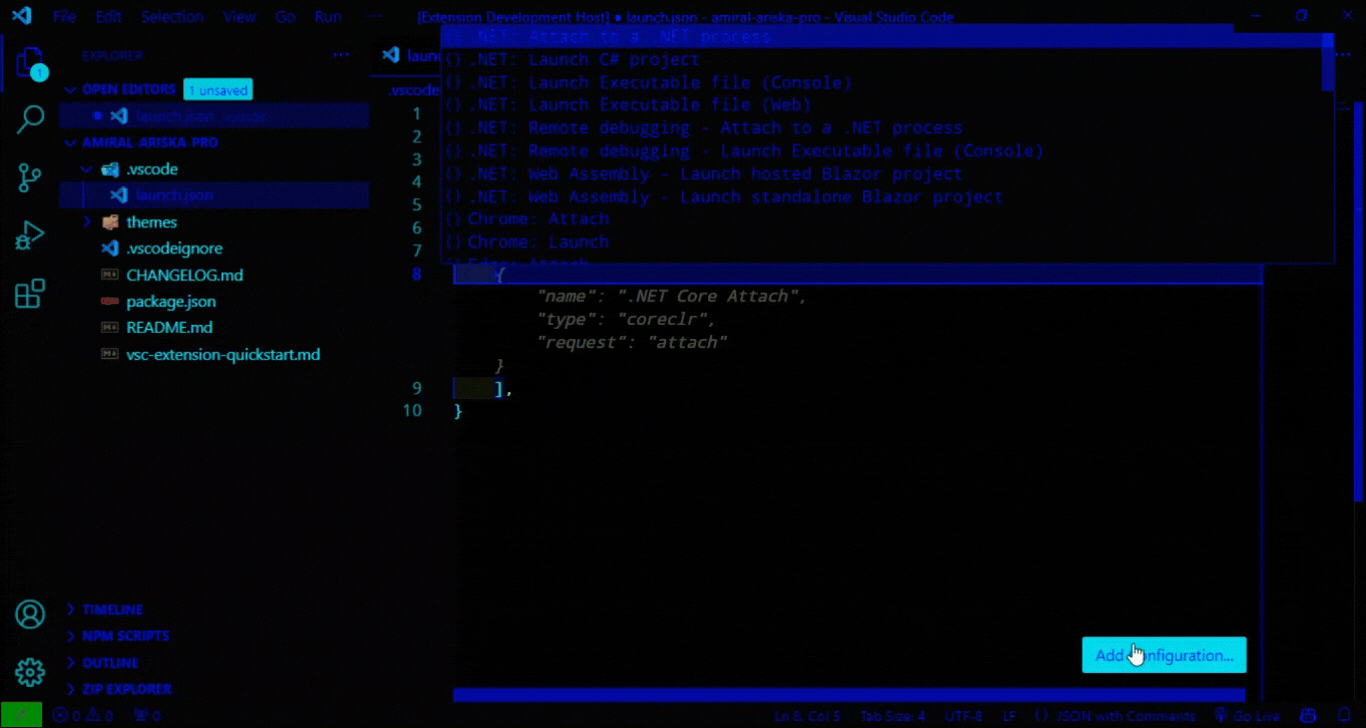 File Edit Selection View Go Run ···
[Extension Development Host] ● launch.json - amiral-ariska-pro - Visual Studio Code
EXPLORER ···
1
OPEN EDITORS 1 unsaved
launch.json .vscode
AMIRAL-ARISKA-PRO
.vscode
launch.json
themes
.vscodeignore
CHANGELOG.md
package.json
README.md
vsc-extension-quickstart.md
TIMELINE
NPM SCRIPTS
OUTLINE
ZIP EXPLORER
laun
.vscode
{} .NET: Attach to a .NET process
{} .NET: Launch C# project
{} .NET: Launch Executable file (Console)
{} .NET: Launch Executable file (Web)
{} .NET: Remote debugging - Attach to a .NET process
{} .NET: Remote debugging - Launch Executable file (Console)
{} .NET: Web Assembly - Launch hosted Blazor project
{} .NET: Web Assembly - Launch standalone Blazor project
{} Chrome: Attach
{} Chrome: Launch
{} Edge: Attach
1
2
3
4
5
6
7
8 {
"name": ".NET Core Attach",
"type": "coreclr",
"request": "attach"
}
9 ],
10 }
Add Configuration...
0 0 0 Ln 8, Col 5 Tab Size: 4 UTF-8 LF {} JSON with Comments Go Live